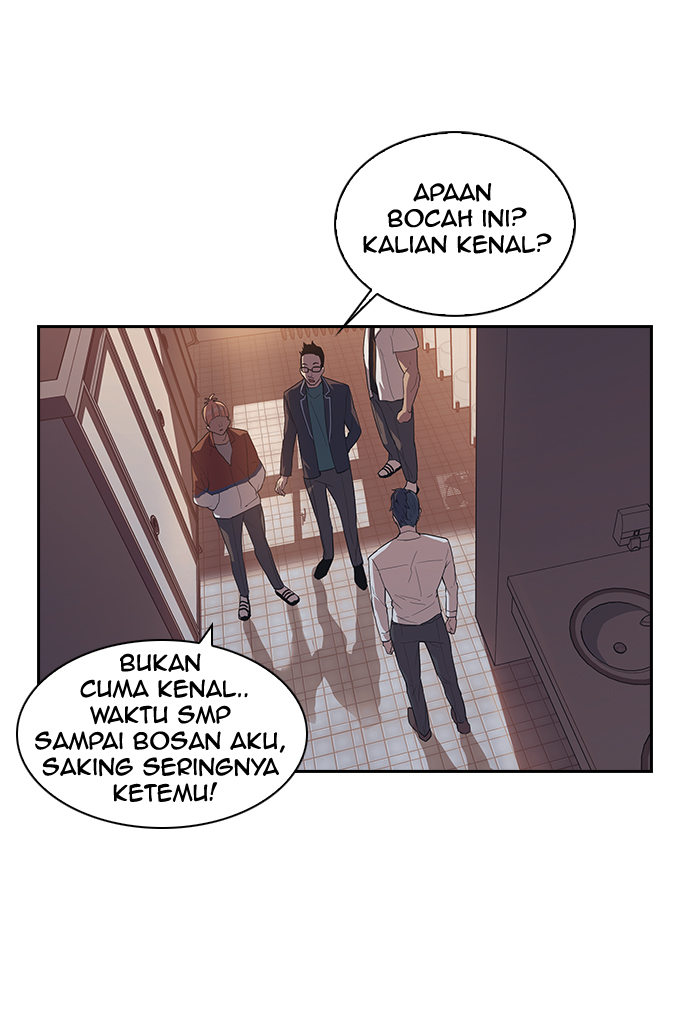 APAAN
BOCAH INI?
KALIAN KENAL?
BUKAN
CUMA KENAL..
WAKTU SMP
SAMPAI BOSAN AKU,
SAKING SERINGNYA
KETEMU!